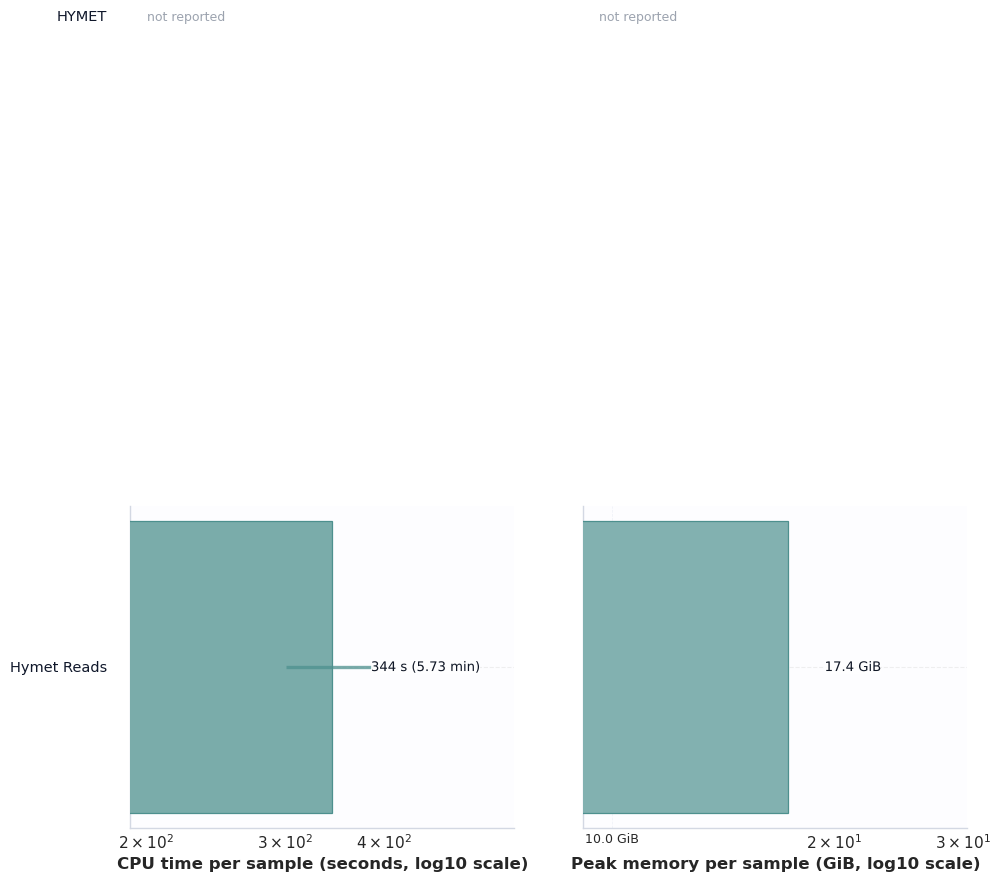 HYMET not reported not reported
Hymet Reads 344 s (5.73 min) 17.4 GiB
2 × 10² 3 × 10² 4 × 10² 10.0 GiB 2 × 10¹ 3 × 10¹
CPU time per sample (seconds, log10 scale) Peak memory per sample (GiB, log10 scale)